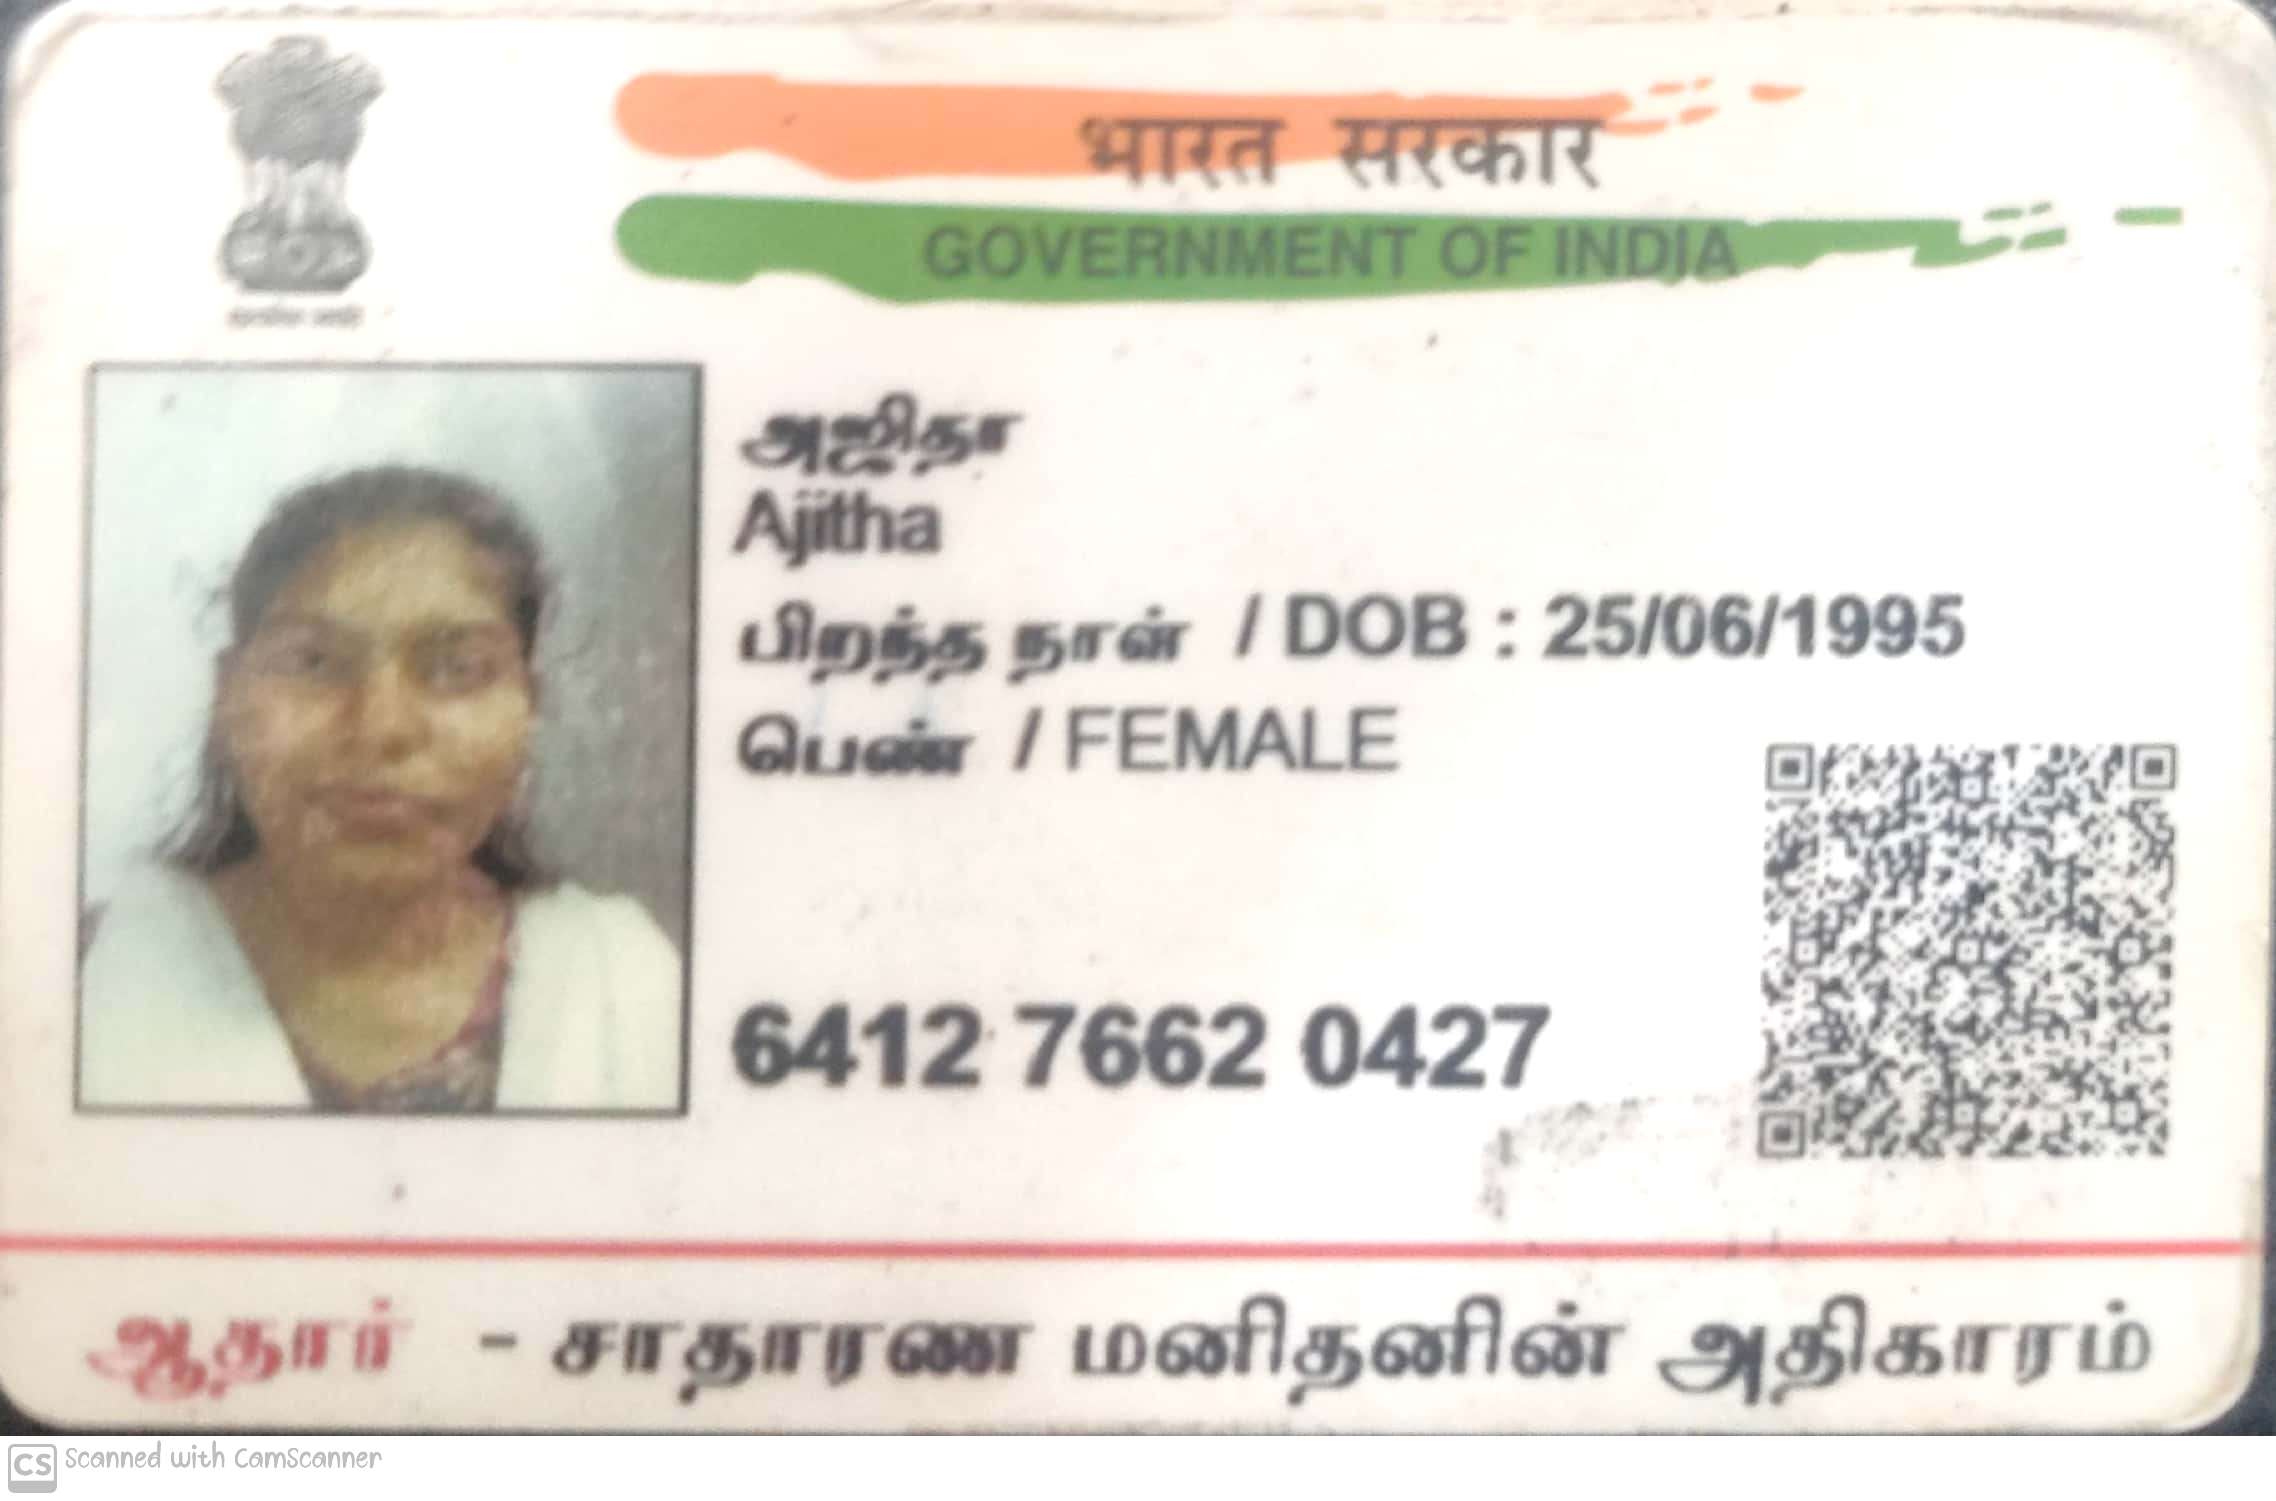 भारत सरकार
GOVERNMENT OF INDIA
அஜிதா
Ajitha
பிறந்த நாள் / DOB : 25/06/1995
பெண் / FEMALE
6412 7662 0427
ஆதார் - சாதாரண மனிதனின் அதிகாரம்
CS Scanned with CamScanner